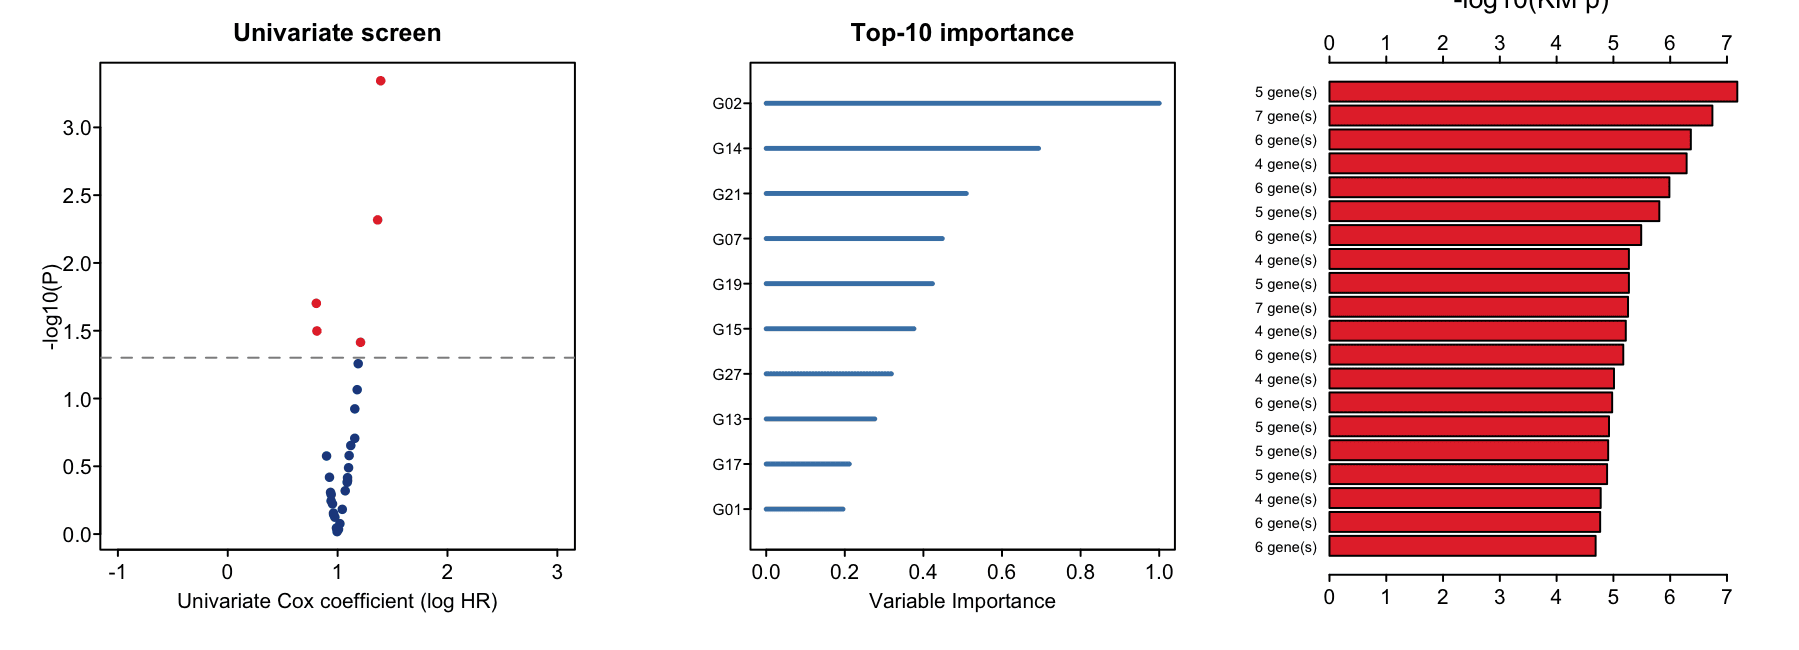 Univariate screen
-log10(P)
3.0
2.5
2.0
1.5
1.0
0.5
0.0
-1 0 1 2 3
Univariate Cox coefficient (log HR)
Top-10 importance
G02
G14
G21
G07
G19
G15
G27
G13
G17
G01
0.0 0.2 0.4 0.6 0.8 1.0
Variable Importance
-log10(KM p)
0 1 2 3 4 5 6 7
5 gene(s)
7 gene(s)
6 gene(s)
4 gene(s)
6 gene(s)
5 gene(s)
6 gene(s)
4 gene(s)
5 gene(s)
7 gene(s)
4 gene(s)
6 gene(s)
4 gene(s)
6 gene(s)
5 gene(s)
5 gene(s)
5 gene(s)
4 gene(s)
6 gene(s)
6 gene(s)
0 1 2 3 4 5 6 7